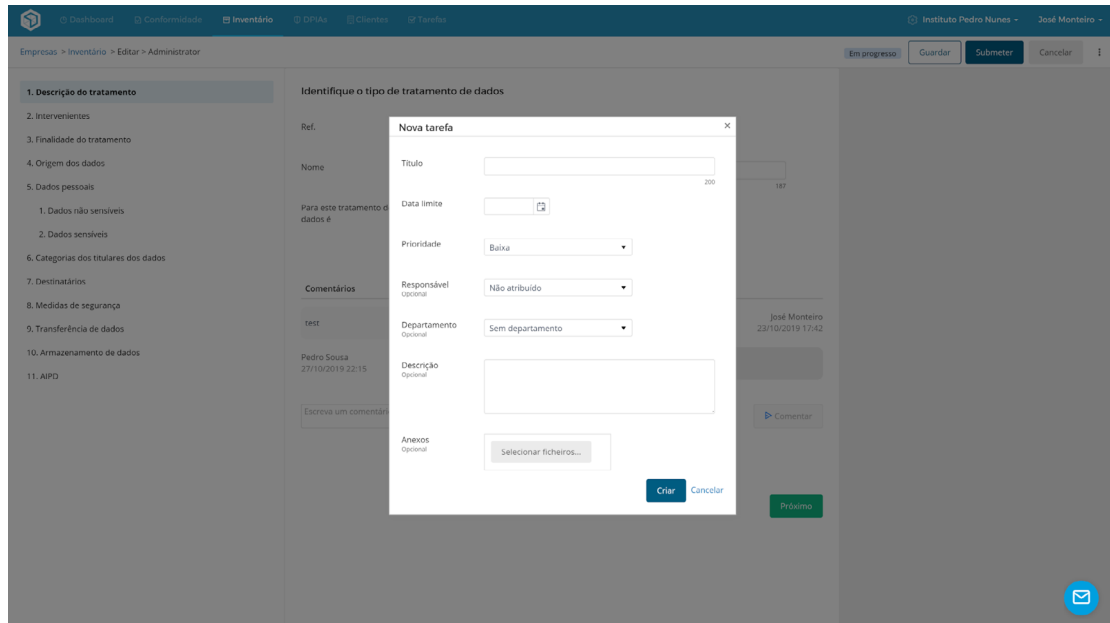 Dashboard Conformidade Inventário DPIAs Clientes Tarefas Instituto Pedro Nunes José Monteiro
Empresas > Inventário > Editar > Administrator Em progresso Guardar Submeter Cancelar
1. Descrição do tratamento
2. Intervenientes
3. Finalidade do tratamento
4. Origem dos dados
5. Dados pessoais
1. Dados não sensíveis
2. Dados sensíveis
6. Categorias dos titulares dos dados
7. Destinatários
8. Medidas de segurança
9. Transferência de dados
10. Armazenamento de dados
11. AIPD
Identifique o tipo de tratamento de dados
Ref.
Nome
187
Para este tratamento d
dados é
Comentários
test
José Monteiro
23/10/2019 17:42
Pedro Sousa
27/10/2019 22:15
Escreva um comentári
Comentar
Próximo
Nova tarefa ×
Título
200
Data limite
Prioridade Baixa
Responsável Não atribuído
Opcional
Departamento Sem departamento
Opcional
Descrição
Opcional
Anexos
Opcional
Selecionar ficheiros...
Criar Cancelar